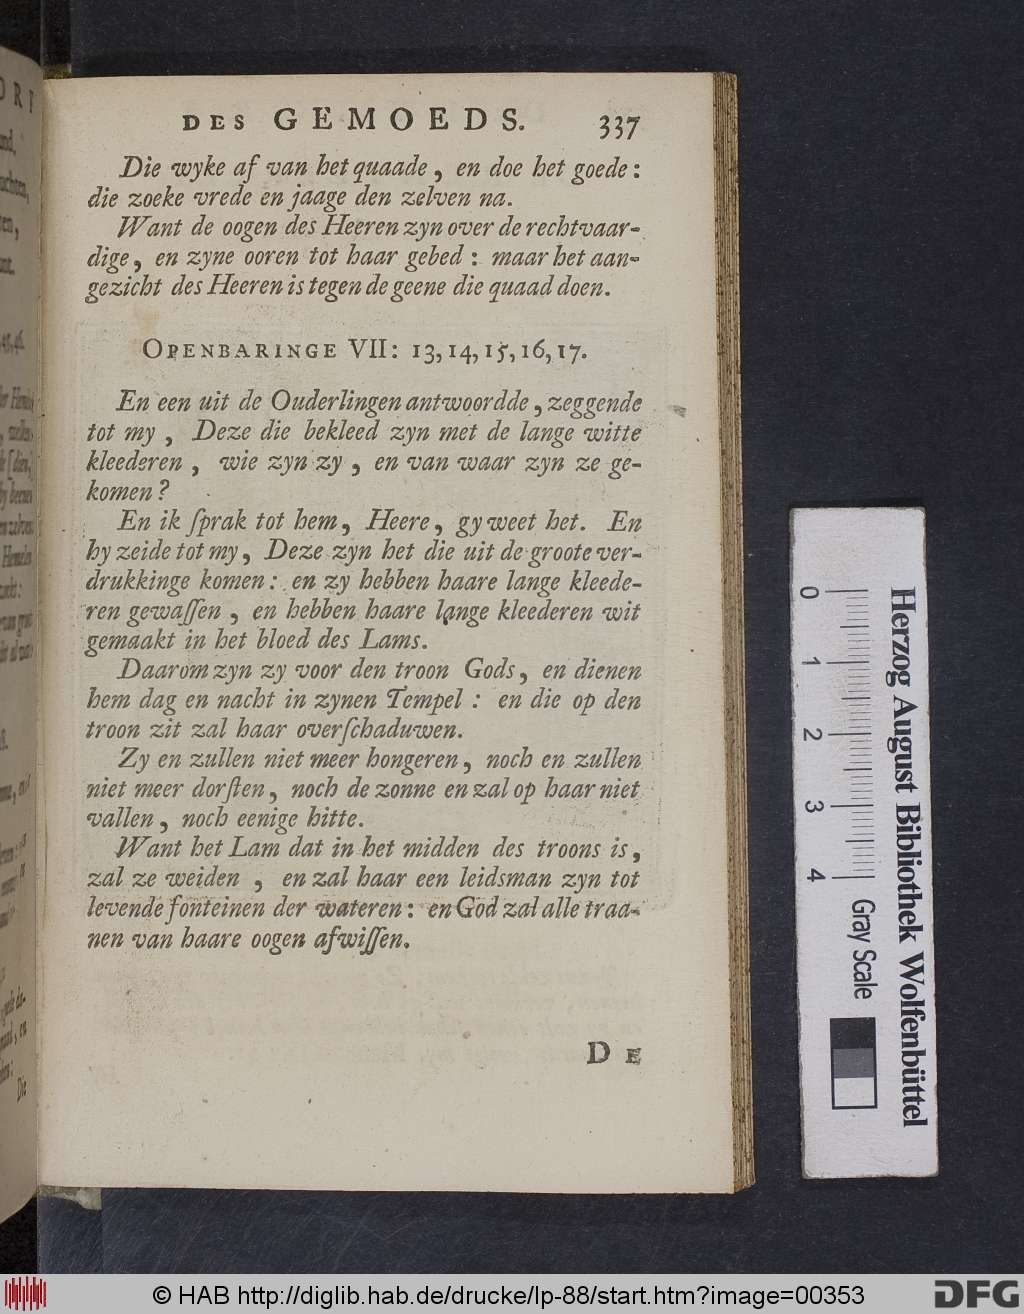 DES GEMOEDS. 337
Die wyke af van het quaade, en doe het goede:
die zoeke vrede en jaage den zelven na.
Want de oogen des Heeren zyn over de rechtvaar-
dige, en zyne ooren tot haar gebed: maar het aan-
gezicht des Heeren is tegen de geene die quaad doen.
OPENBARINGE VII: 13, 14, 15, 16, 17.
En een uit de Ouderlingen antwoordde, zeggende
tot my, Deze die bekleed zyn met de lange witte
kleederen, wie zyn zy, en van waar zyn ze ge-
komen?
En ik ſprak tot hem, Heere, gy weet het. En
hy zeide tot my, Deze zyn het die uit de groote ver-
drukkinge komen: en zy hebben haare lange kleede-
ren gewaſſen, en hebben haare lange kleederen wit
gemaakt in het bloed des Lams.
Daarom zyn zy voor den troon Gods, en dienen
hem dag en nacht in zynen Tempel: en die op den
troon zit zal haar overſchaduwen.
Zy en zullen niet meer hongeren, noch en zullen
niet meer dorſten, noch de zonne en zal op haar niet
vallen, noch eenige hitte.
Want het Lam dat in het midden des troons is,
zal ze weiden, en zal haar een leidsman zyn tot
levende fonteinen der wateren: en God zal alle traa-
nen van haare oogen afwiſſen.
DE
0 1 2 3 4
Gray Scale
Herzog August Bibliothek Wolfenbüttel
© HAB http://diglib.hab.de/drucke/lp-88/start.htm?image=00353
DFG